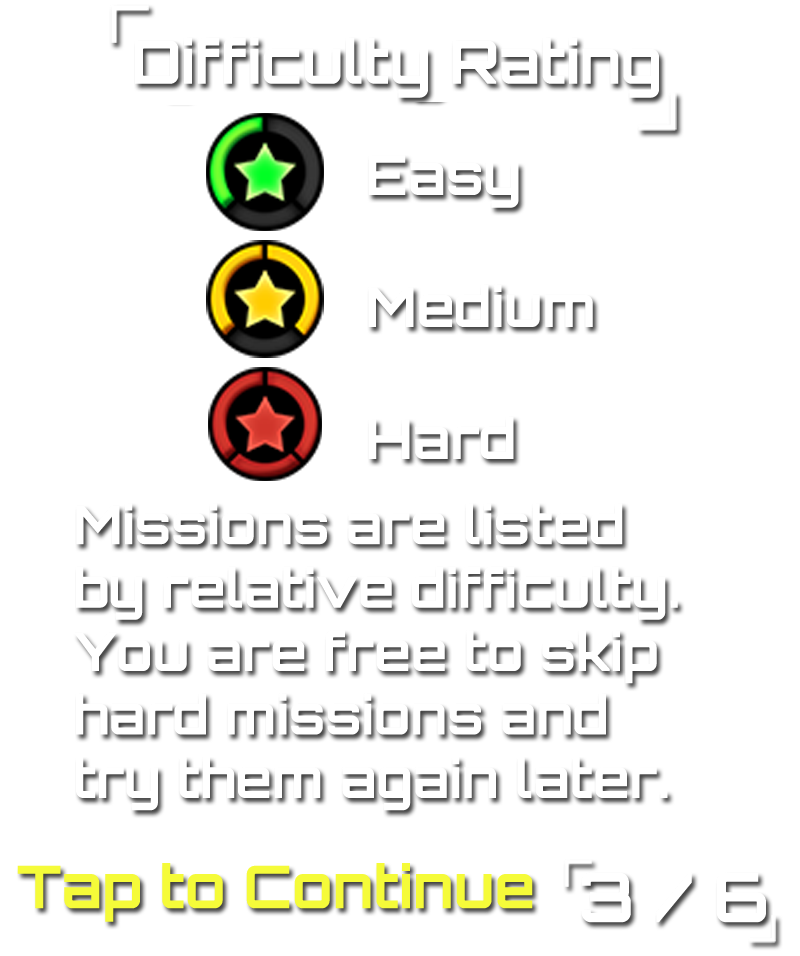 Difficulty Rating
Easy
Medium
Hard
Missions are listed
by relative difficulty.
You are free to skip
hard missions and
try them again later.
Tap to Continue 3 / 6